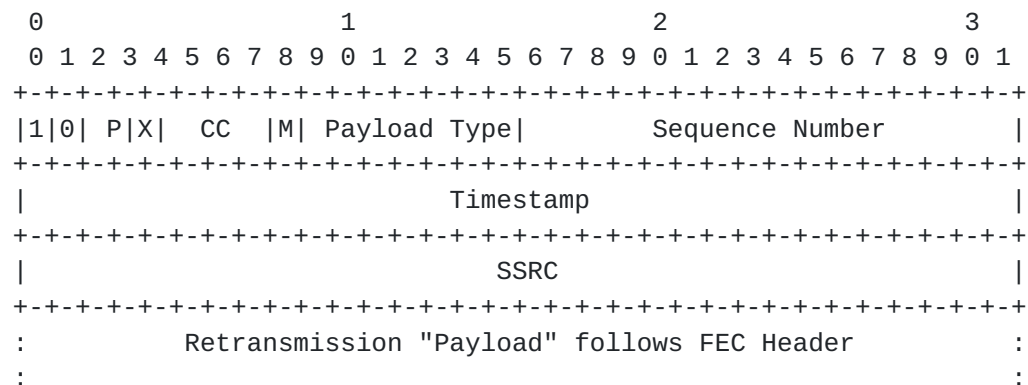 0                   1                   2                   3
 0 1 2 3 4 5 6 7 8 9 0 1 2 3 4 5 6 7 8 9 0 1 2 3 4 5 6 7 8 9 0 1
+-+-+-+-+-+-+-+-+-+-+-+-+-+-+-+-+-+-+-+-+-+-+-+-+-+-+-+-+-+-+-+-+
|1|0| P|X|  CC  |M| Payload Type|        Sequence Number        |
+-+-+-+-+-+-+-+-+-+-+-+-+-+-+-+-+-+-+-+-+-+-+-+-+-+-+-+-+-+-+-+-+
|                           Timestamp                           |
+-+-+-+-+-+-+-+-+-+-+-+-+-+-+-+-+-+-+-+-+-+-+-+-+-+-+-+-+-+-+-+-+
|                              SSRC                             |
+-+-+-+-+-+-+-+-+-+-+-+-+-+-+-+-+-+-+-+-+-+-+-+-+-+-+-+-+-+-+-+-+
:          Retransmission "Payload" follows FEC Header          :
:                                                               :